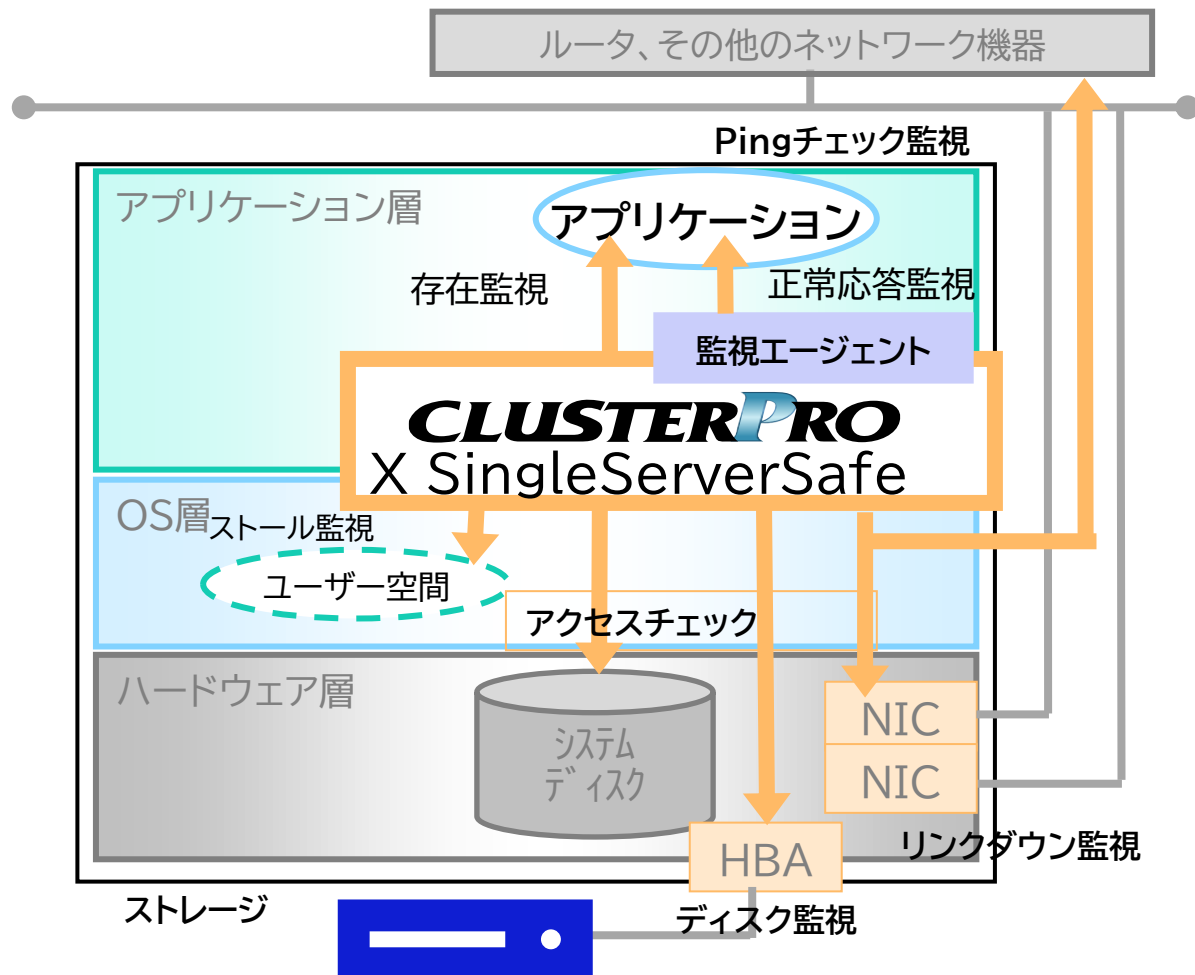 ルータ、その他のネットワーク機器
Pingチェック監視
アプリケーション層
アプリケーション
存在監視
正常応答監視
監視エージェント
CLUSTERPRO
X SingleServerSafe
OS層
ストール監視
ユーザー空間
アクセスチェック
ハードウェア層
システム
ディスク
NIC
NIC
リンクダウン監視
HBA
ストレージ
ディスク監視